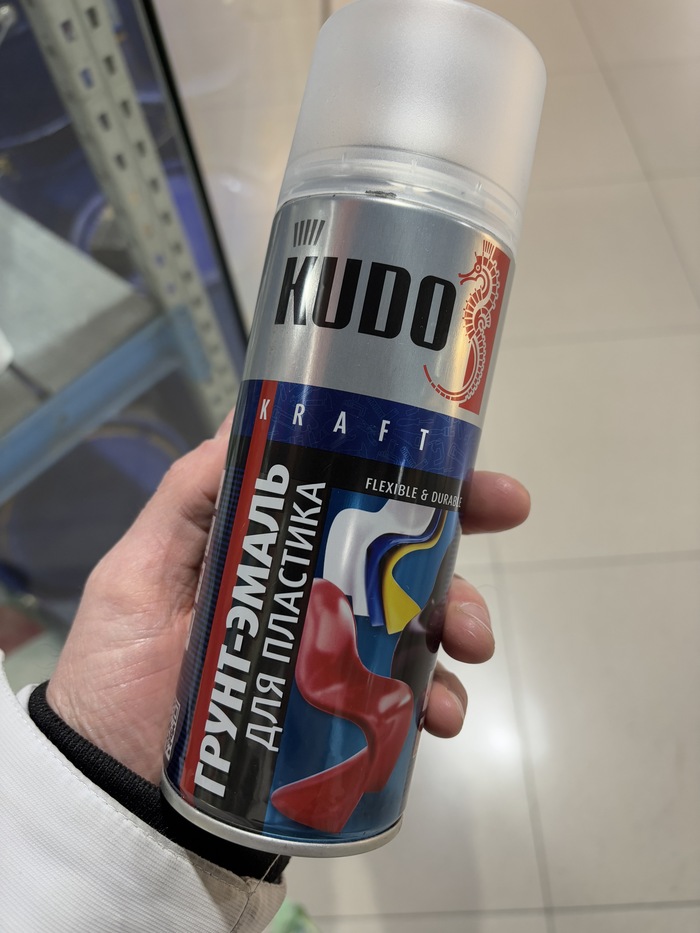 KUDO
KRAFT
FLEXIBLE & DURABLE
ГРУНТ-ЭМАЛЬ
ДЛЯ ПЛАСТИКА